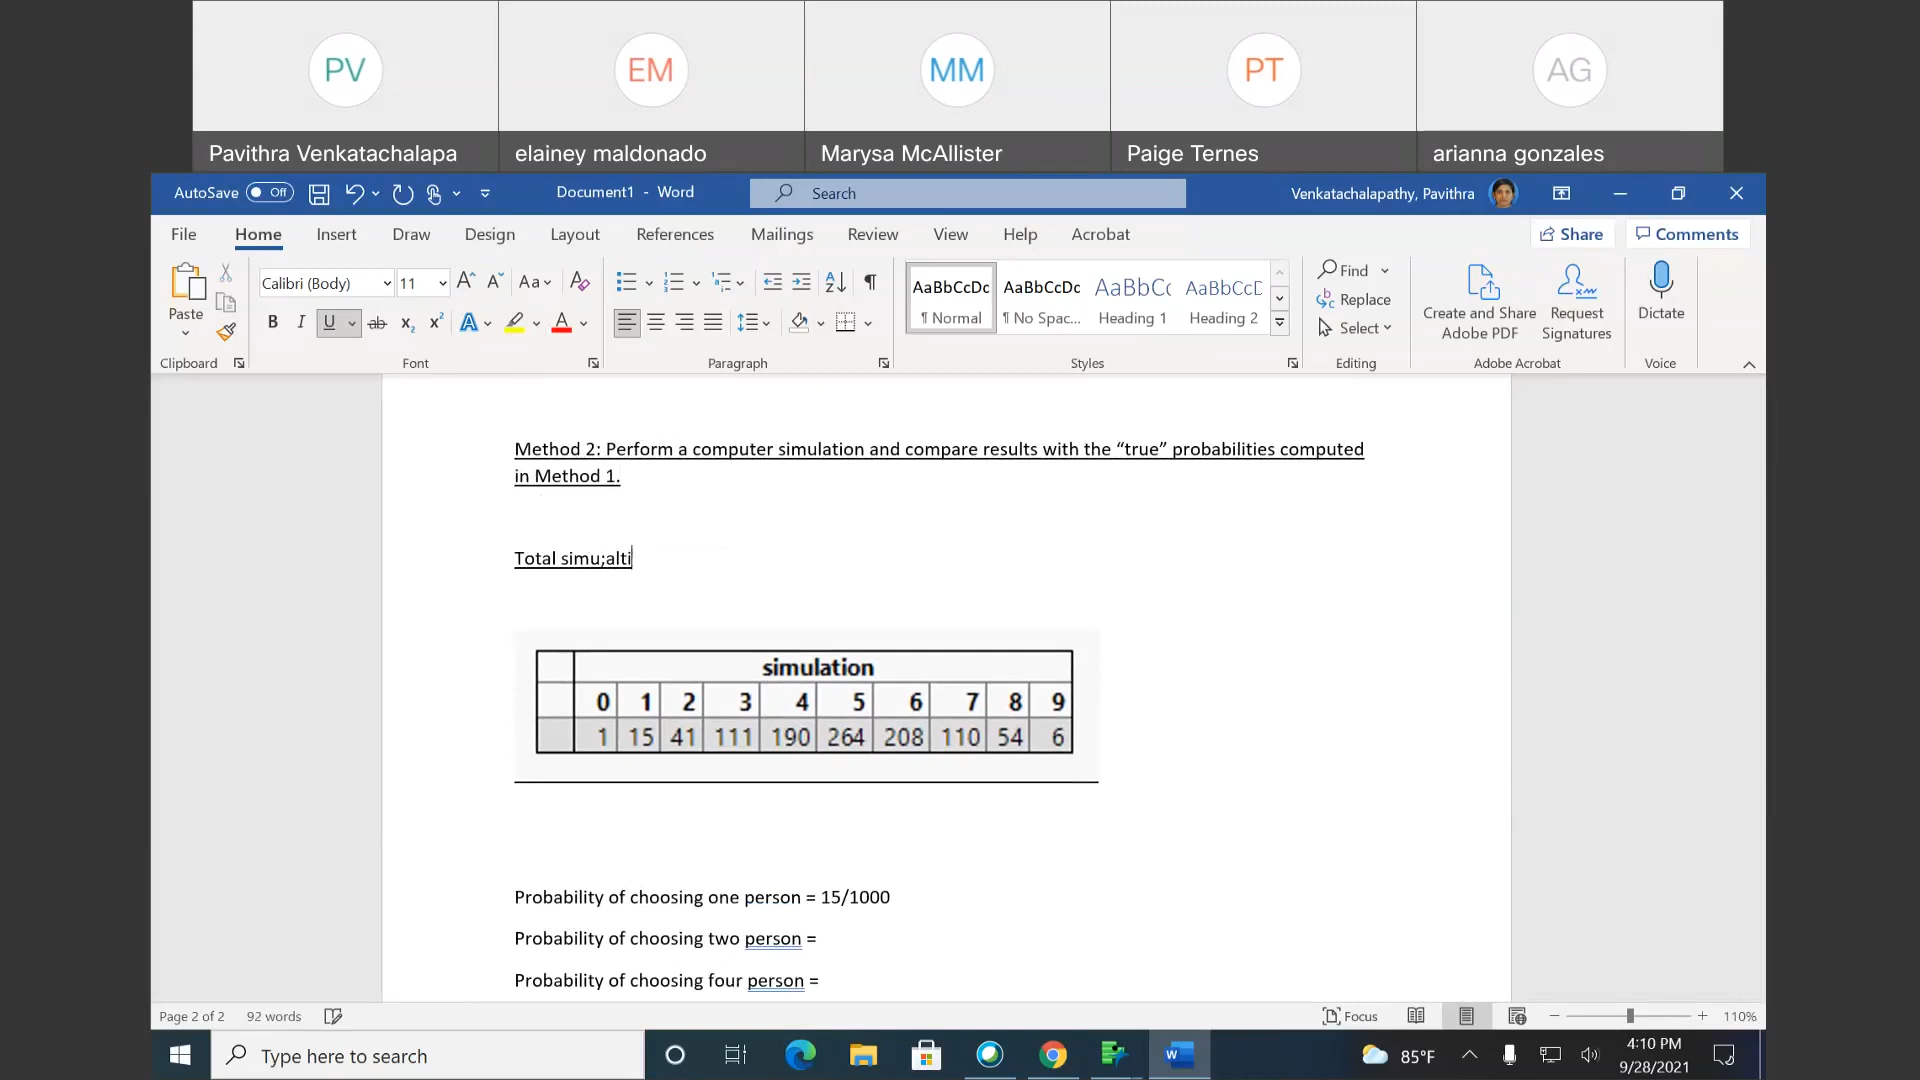 PV
EM
MM
PT
AG
Pavithra Venkatachalapa
elainey maldonado
Marysa McAllister
Paige Ternes
arianna gonzales
AutoSave Off
Document1 - Word
Search
Venkatachalapathy, Pavithra
File Home Insert Draw Design Layout References Mailings Review View Help Acrobat
Share
Comments
Paste
Clipboard
Calibri (Body) 11
Font
Paragraph
AaBbCcDc AaBbCcDc AaBbCc AaBbCcD
¶ Normal ¶ No Spac... Heading 1 Heading 2
Styles
Find
Replace
Select
Editing
Create and Share
Adobe PDF
Request
Signatures
Adobe Acrobat
Dictate
Voice
Method 2: Perform a computer simulation and compare results with the “true” probabilities computed
in Method 1.
Total simu;alti
simulation
0 1 2 3 4 5 6 7 8 9
1 15 41 111 190 264 208 110 54 6
Probability of choosing one person = 15/1000
Probability of choosing two person =
Probability of choosing four person =
Page 2 of 2 92 words
Focus
110%
Type here to search
85°F
4:10 PM
9/28/2021